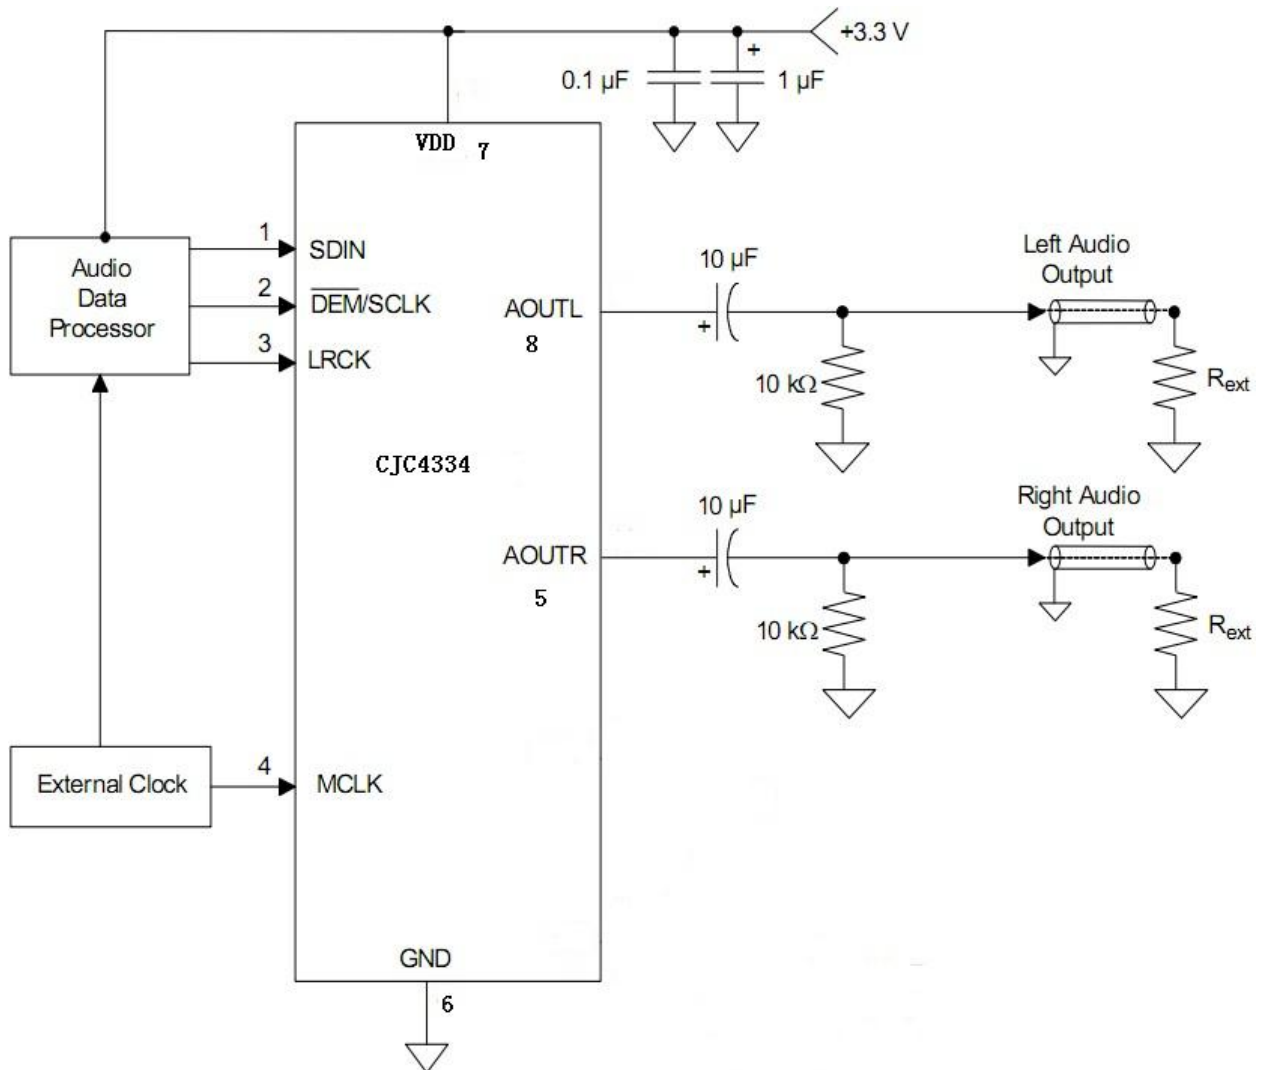 +3.3 V
0.1 µF
+
1 µF
VDD 7
Audio
Data
Processor
1
SDIN
2
DEM/SCLK
3
LRCK
AOUTL
8
10 µF
+
10 kΩ
Left Audio
Output
Rext
CJC4334
AOUTR
5
10 µF
+
10 kΩ
Right Audio
Output
Rext
External Clock
4
MCLK
GND
6